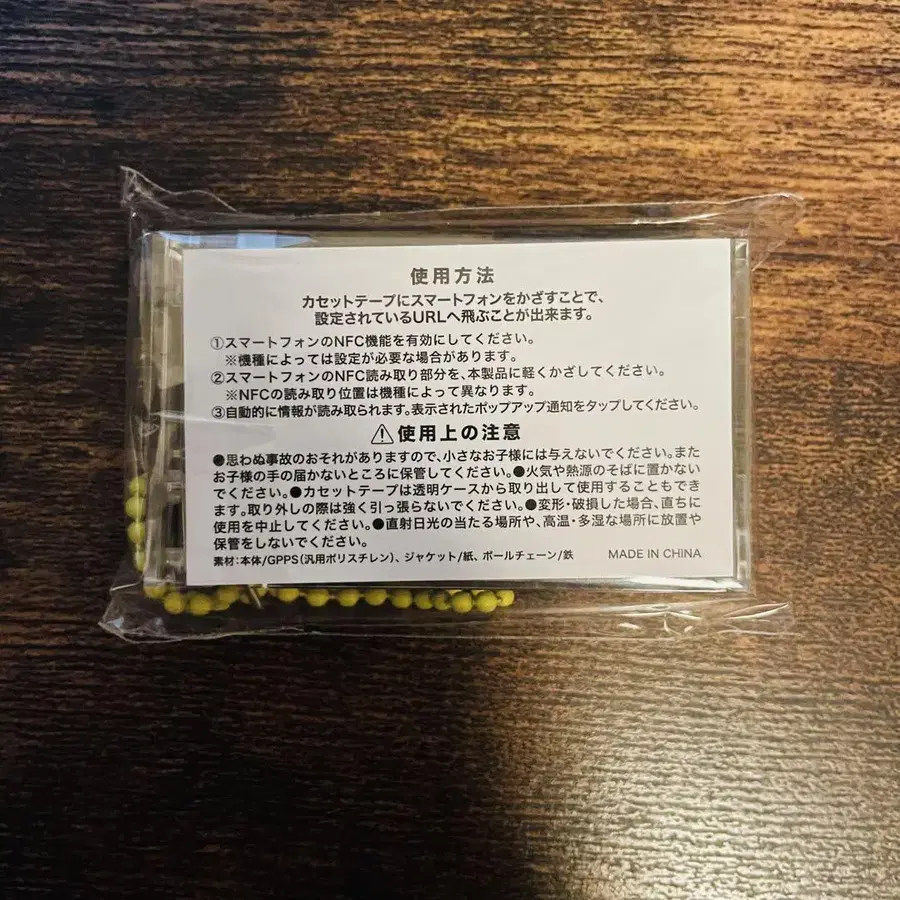 使用方法
カセットテープにスマートフォンをかざすことで、
設定されているURLへ飛ぶことが出来ます。
①スマートフォンのNFC機能を有効にしてください。
※機種によっては設定が必要な場合があります。
②スマートフォンのNFC読み取り部分を、本製品に軽くかざしてください。
※NFCの読み取り位置は機種によって異なります。
③自動的に情報が読み取られます。表示されたポップアップ通知をタップしてください。
⚠使用上の注意
●思わぬ事故のおそれがありますので、小さなお子様には与えないでください。また
お子様の手の届かないところに保管してください。●火気や熱源のそばに置かない
でください。●カセットテープは透明ケースから取り出して使用することもでき
ます。取り外しの際は強く引っ張らないでください。●変形・破損した場合、直ちに
使用を中止してください。●直射日光の当たる場所や、高温・多湿な場所に放置や
保管をしないでください。
素材:本体/GPPS(汎用ポリスチレン)、ジャケット/紙、ボールチェーン/鉄 MADE IN CHINA